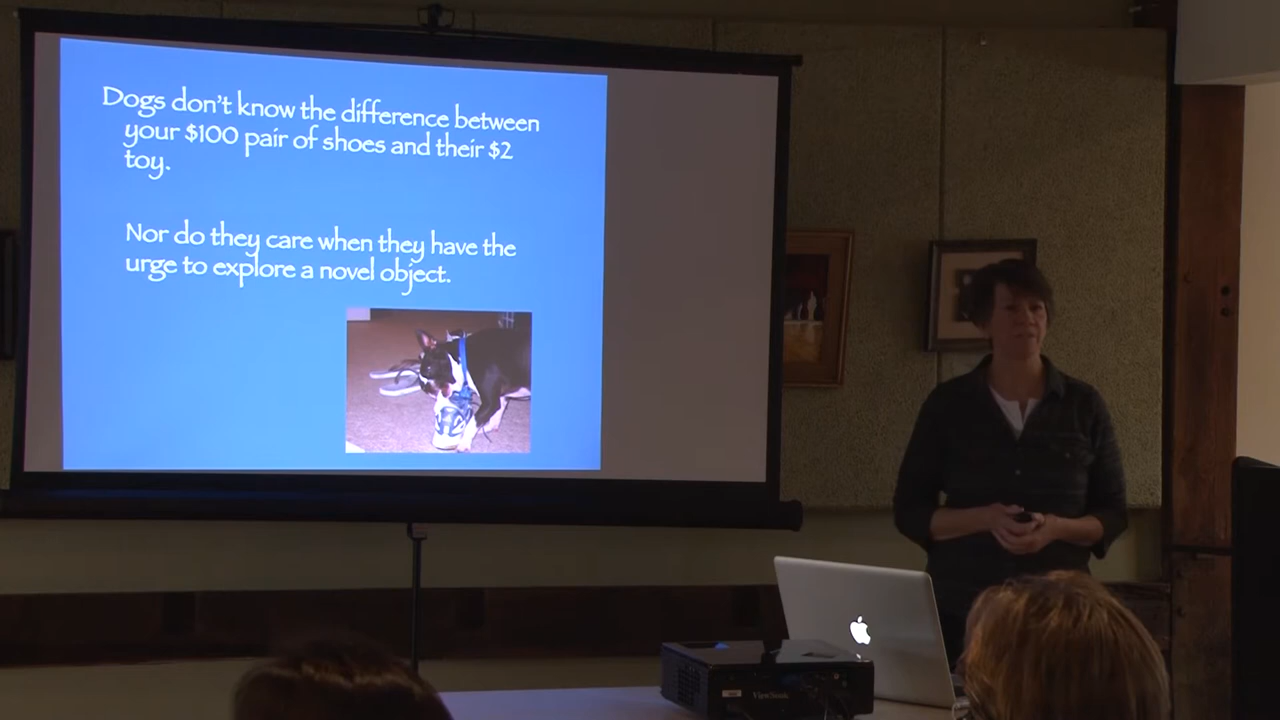 Dogs don't know the difference between
your $100 pair of shoes and their $2
toy.
Nor do they care when they have the
urge to explore a novel object.
ViewSonic